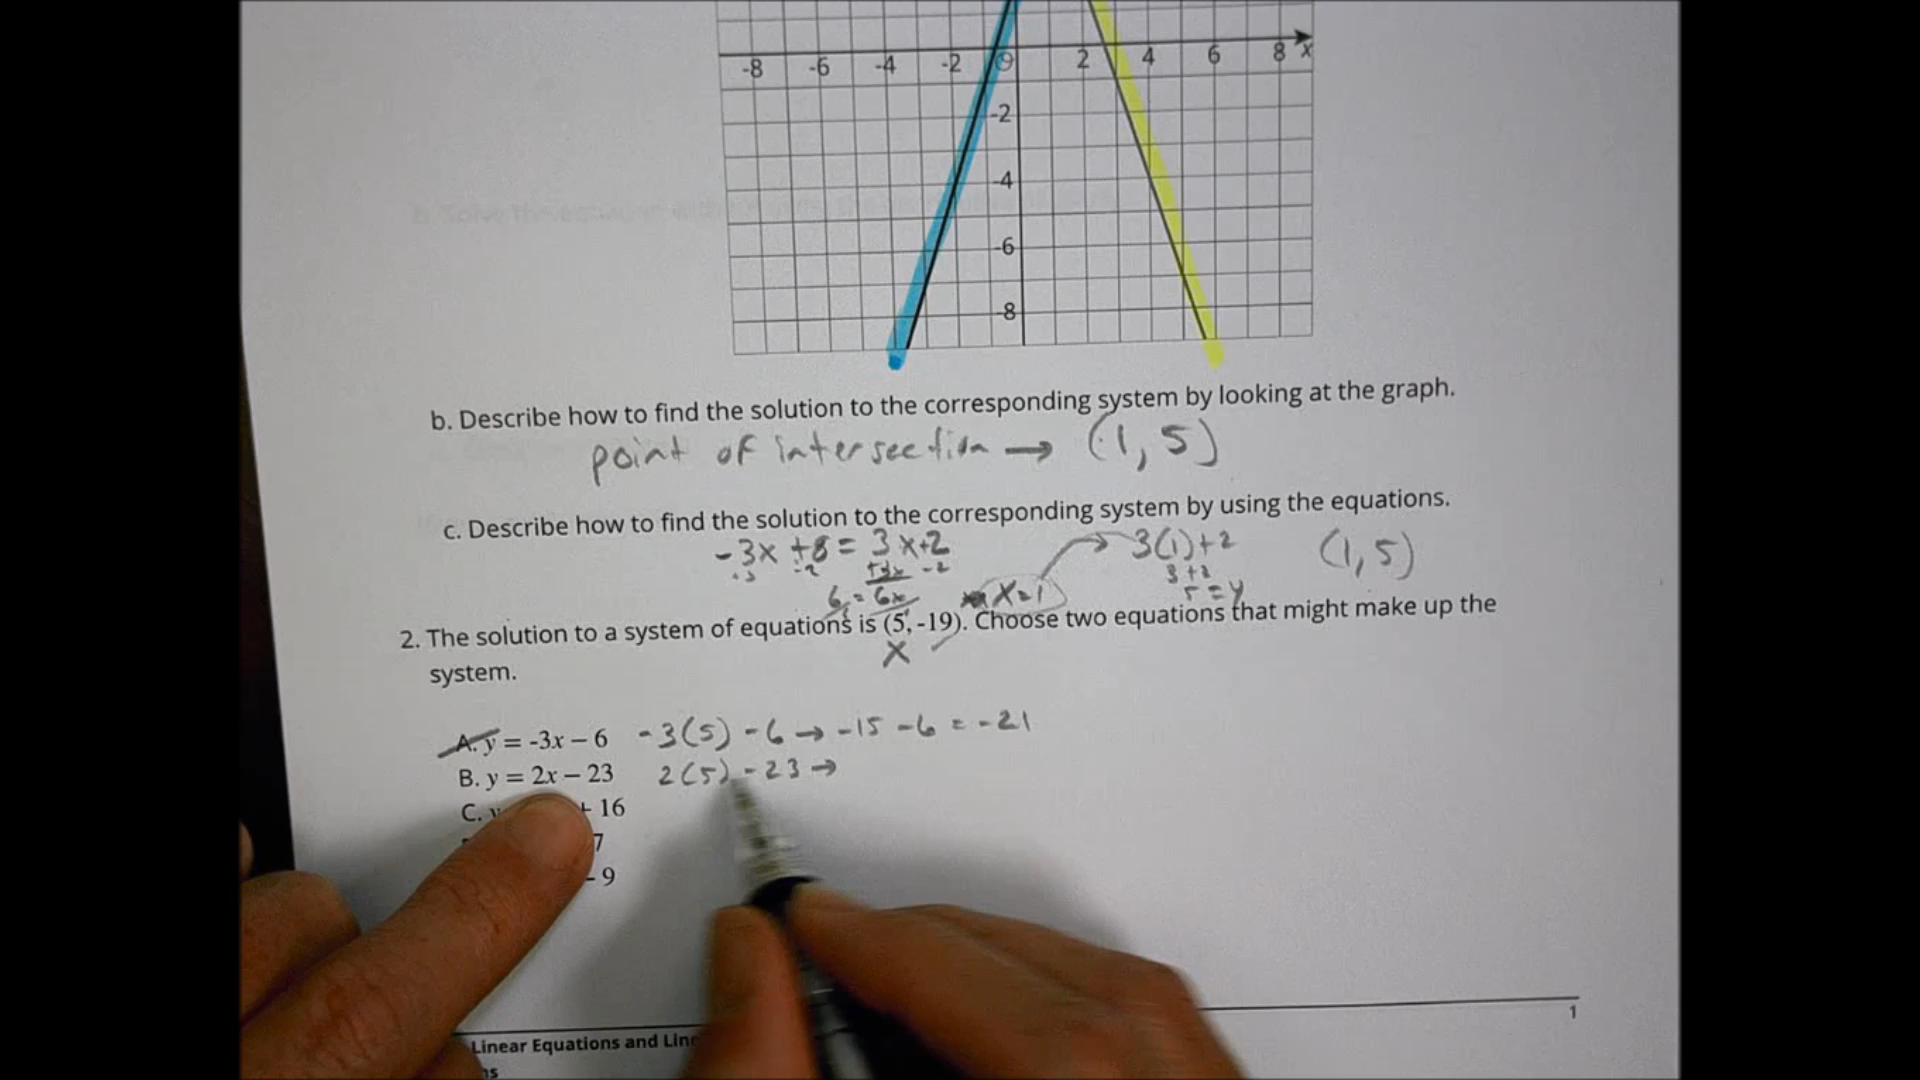 -8 -6 -4 -2 2 4 6 8 x
-2
-4
-6
-8
b. Describe how to find the solution to the corresponding system by looking at the graph.
point of intersection → (1, 5)
c. Describe how to find the solution to the corresponding system by using the equations.
-3x +8 = 3x+2 3(1)+2 (1, 5)
-2 +3x -2 3+2
6 = 6x x=1 5 = y
2. The solution to a system of equations is (5, -19). Choose two equations that might make up the
x
system.
A. y = -3x – 6 -3(5) -6 → -15 -6 = -21
B. y = 2x – 23 2(5) -23 →
C. + 16
7
- 9
1
Linear Equations and Lin